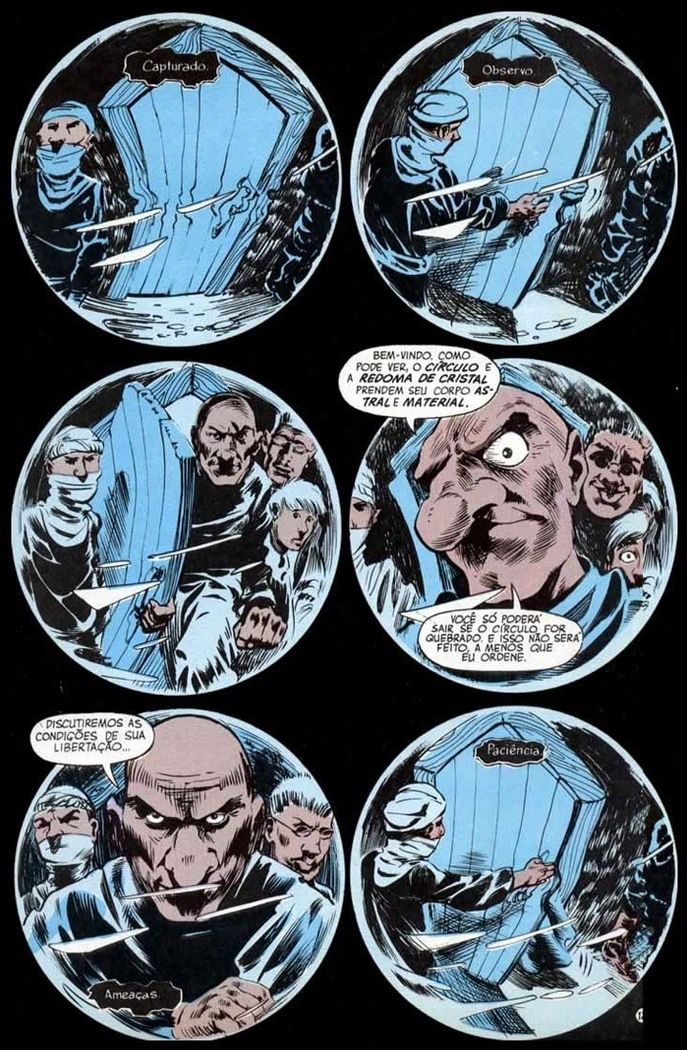 Capturado.
Observo.
BEM-VINDO. COMO
PODE VER, O CÍRCULO E
A REDOMA DE CRISTAL
PRENDEM SEU CORPO AS-
TRAL E MATERIAL.
VOCÊ SÓ PODERÁ
SAIR SE O CÍRCULO FOR
QUEBRADO. E ISSO NÃO SERÁ
FEITO, A MENOS QUE
EU ORDENE.
DISCUTIREMOS AS
CONDIÇÕES DE SUA
LIBERTAÇÃO...
Ameaças.
Paciência.